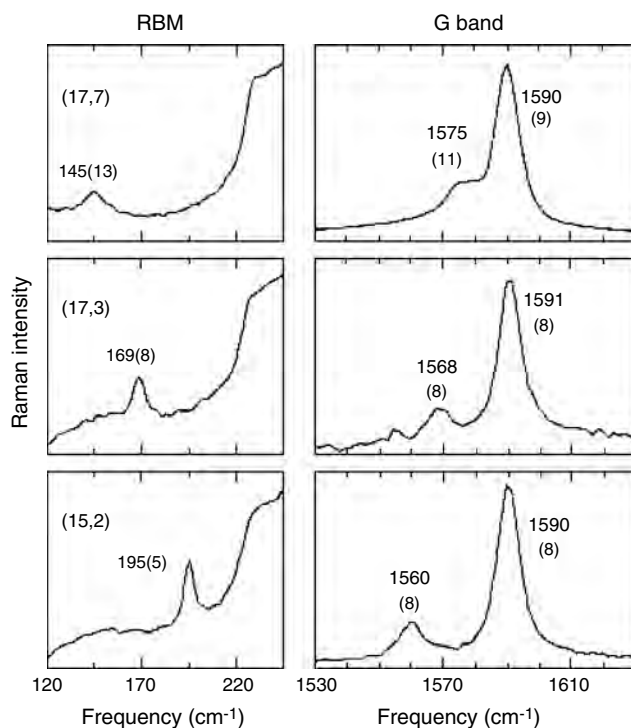 RBM
G band
(17,7)
145(13)
1575
(11)
1590
(9)
(17,3)
169(8)
1568
(8)
1591
(8)
(15,2)
195(5)
1560
(8)
1590
(8)
Raman intensity
120 170 220
1530 1570 1610
Frequency (cm-1)
Frequency (cm-1)